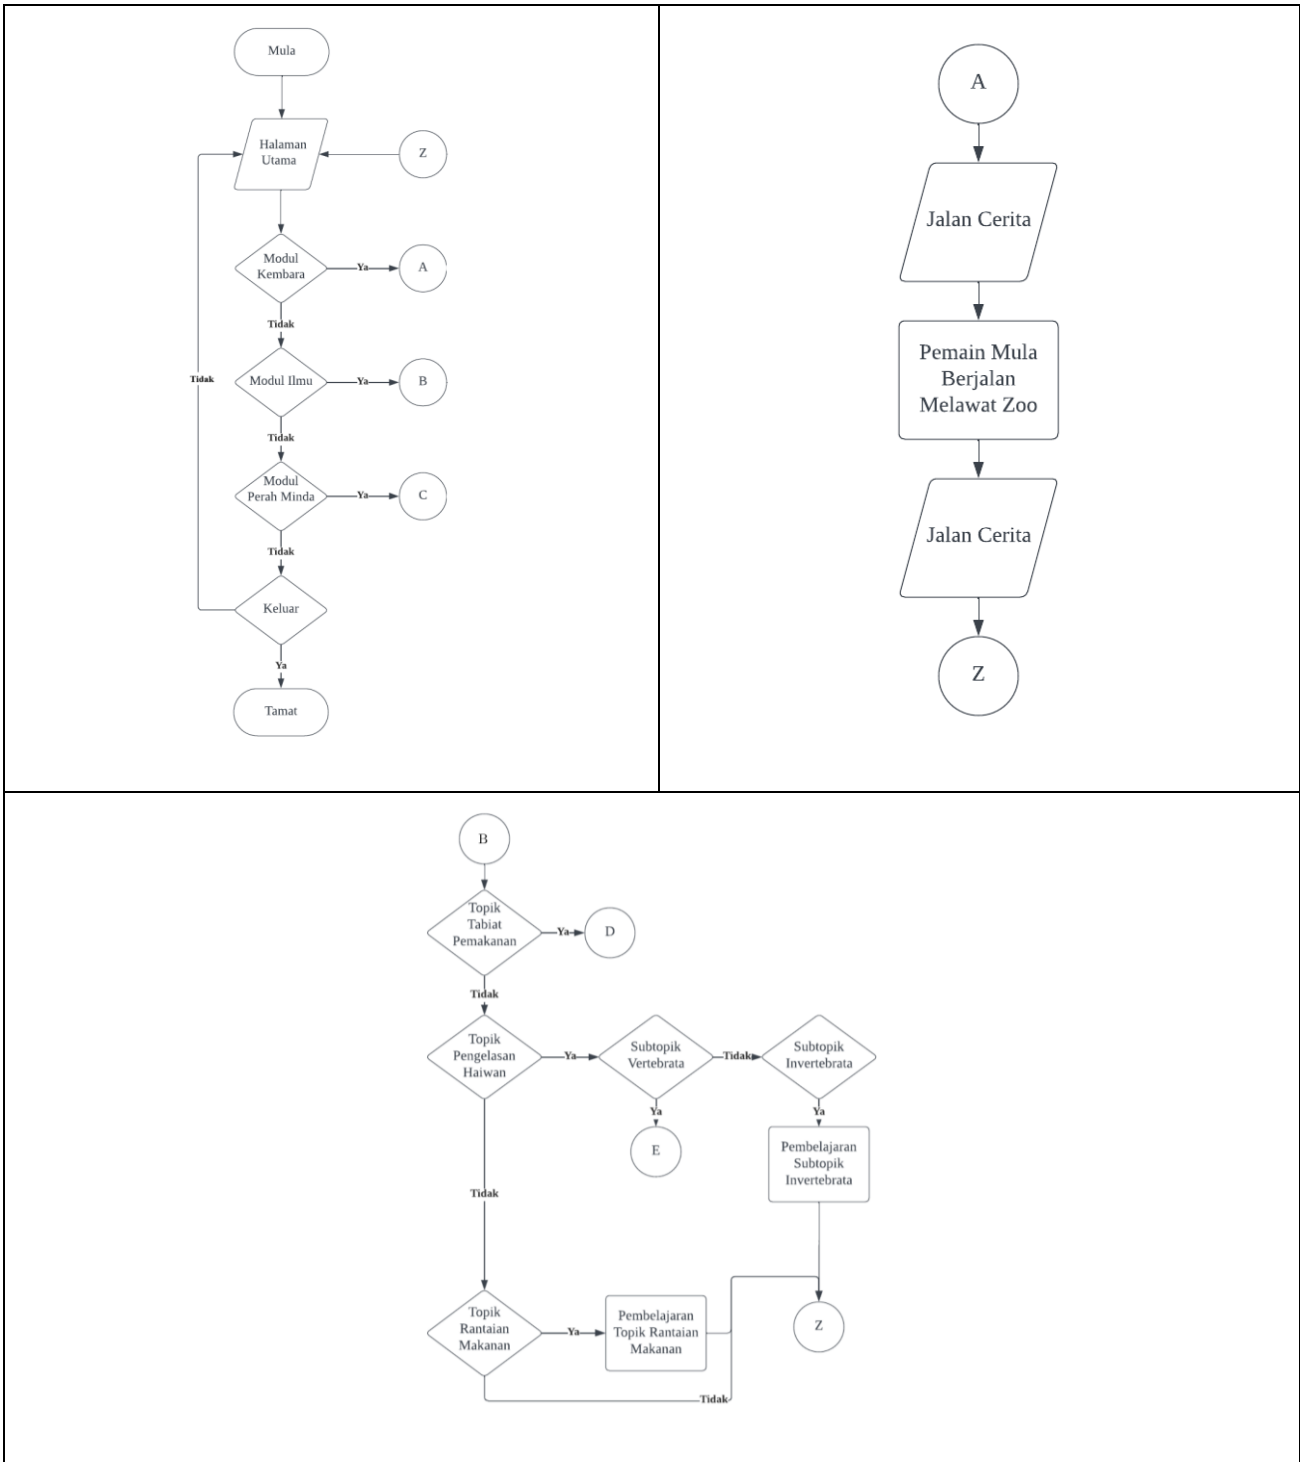 Mula
Halaman
Utama
Z
Modul
Kembara
Ya
A
Tidak
Modul Ilmu
Ya
B
Tidak
Tidak
Modul
Perah Minda
Ya
C
Tidak
Keluar
Ya
Tamat
A
Jalan Cerita
Pemain Mula
Berjalan
Melawat Zoo
Jalan Cerita
Z
B
Topik
Tabiat
Pemakanan
Ya
D
Tidak
Topik
Pengelasan
Haiwan
Ya
Subtopik
Vertebrata
Tidak
Subtopik
Invertebrata
Ya
Ya
E
Pembelajaran
Subtopik
Invertebrata
Tidak
Topik
Rantaian
Makanan
Ya
Pembelajaran
Topik Rantaian
Makanan
Z
Tidak